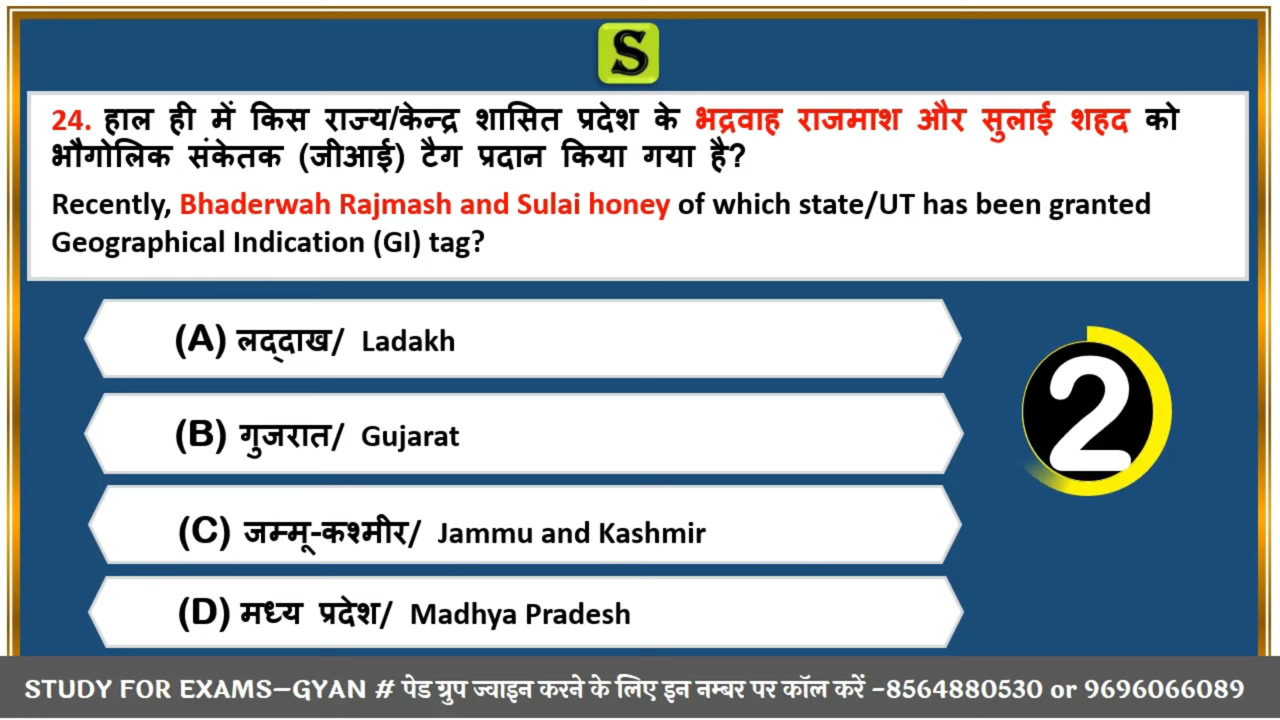 S
24. हाल ही में किस राज्य/केन्द्र शासित प्रदेश के भद्रवाह राजमाश और सुलाई शहद को
भौगोलिक संकेतक (जीआई) टैग प्रदान किया गया है?
Recently, Bhaderwah Rajmash and Sulai honey of which state/UT has been granted
Geographical Indication (GI) tag?
(A) लद्दाख/ Ladakh
(B) गुजरात/ Gujarat
2
(C) जम्मू-कश्मीर/ Jammu and Kashmir
(D) मध्य प्रदेश/ Madhya Pradesh
STUDY FOR EXAMS–GYAN # पेड ग्रुप ज्वाइन करने के लिए इन नम्बर पर कॉल करें -8564880530 or 9696066089